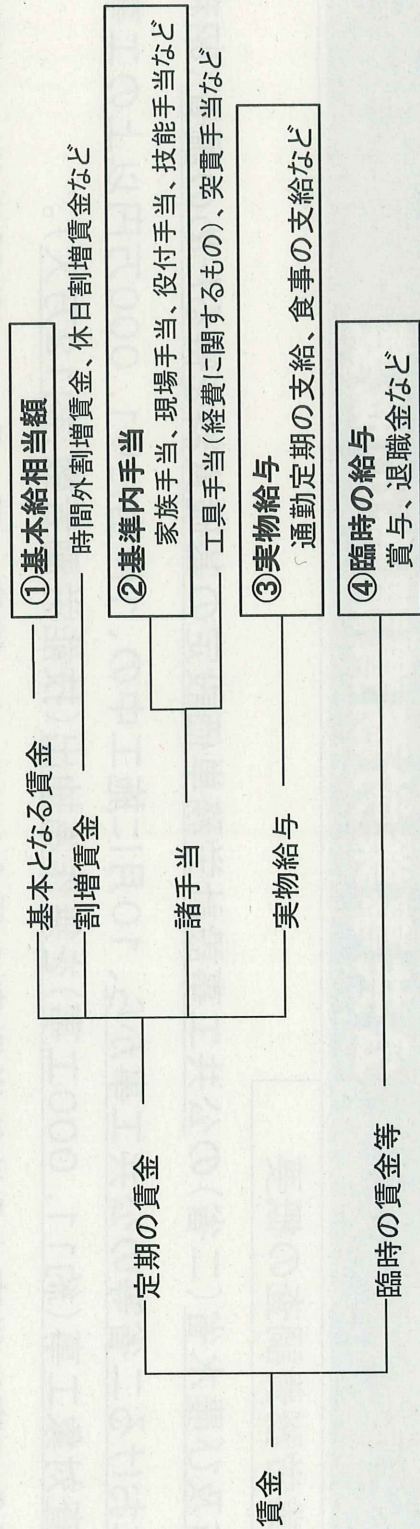 賃金
定期の賃金
基本となる賃金
①基本給相当額
割増賃金
時間外割増賃金、休日割増賃金など
諸手当
②基準内手当
家族手当、現場手当、役付手当、技能手当など
工具手当(経費に関するもの)、突貫手当など
実物給与
③実物給与
通勤定期の支給、食事の支給など
臨時の賃金等
④臨時の給与
賞与、退職金など